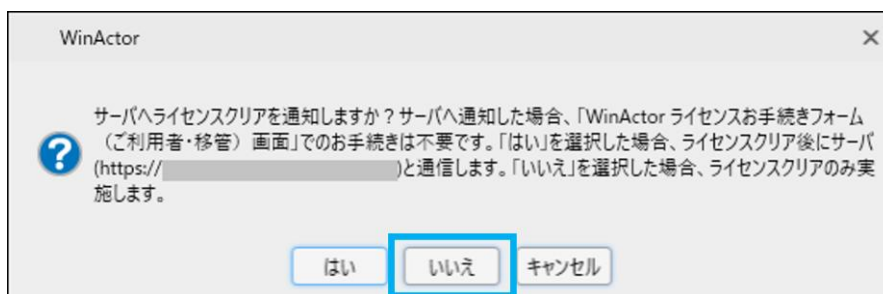 WinActor
サーバへライセンスクリアを通知しますか？サーバへ通知した場合、「WinActor ライセンスお手続きフォーム
（ご利用者・移管）画面」でのお手続きは不要です。「はい」を選択した場合、ライセンスクリア後にサーバ
(https:// )と通信します。「いいえ」を選択した場合、ライセンスクリアのみ実
施します。
はい いいえ キャンセル